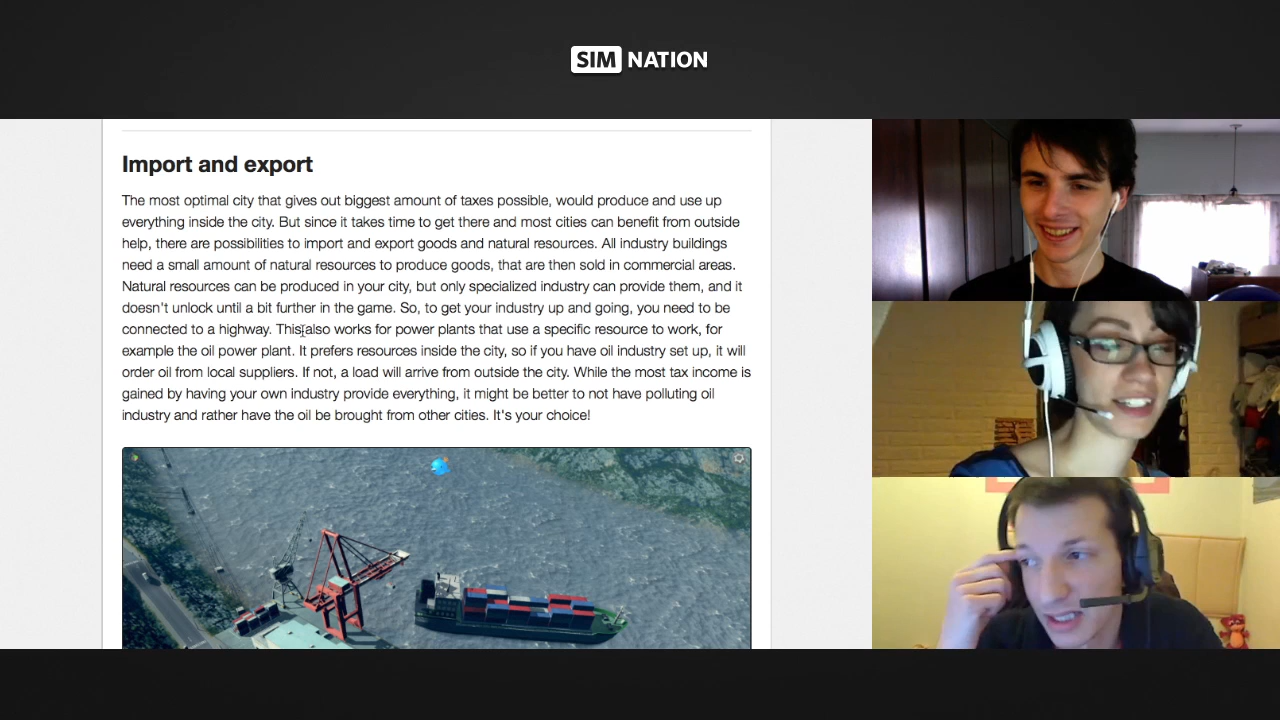 SIM NATION
Import and export
The most optimal city that gives out biggest amount of taxes possible, would produce and use up
everything inside the city. But since it takes time to get there and most cities can benefit from outside
help, there are possibilities to import and export goods and natural resources. All industry buildings
need a small amount of natural resources to produce goods, that are then sold in commercial areas.
Natural resources can be produced in your city, but only specialized industry can provide them, and it
doesn't unlock until a bit further in the game. So, to get your industry up and going, you need to be
connected to a highway. This also works for power plants that use a specific resource to work, for
example the oil power plant. It prefers resources inside the city, so if you have oil industry set up, it will
order oil from local suppliers. If not, a load will arrive from outside the city. While the most tax income is
gained by having your own industry provide everything, it might be better to not have polluting oil
industry and rather have the oil be brought from other cities. It's your choice!